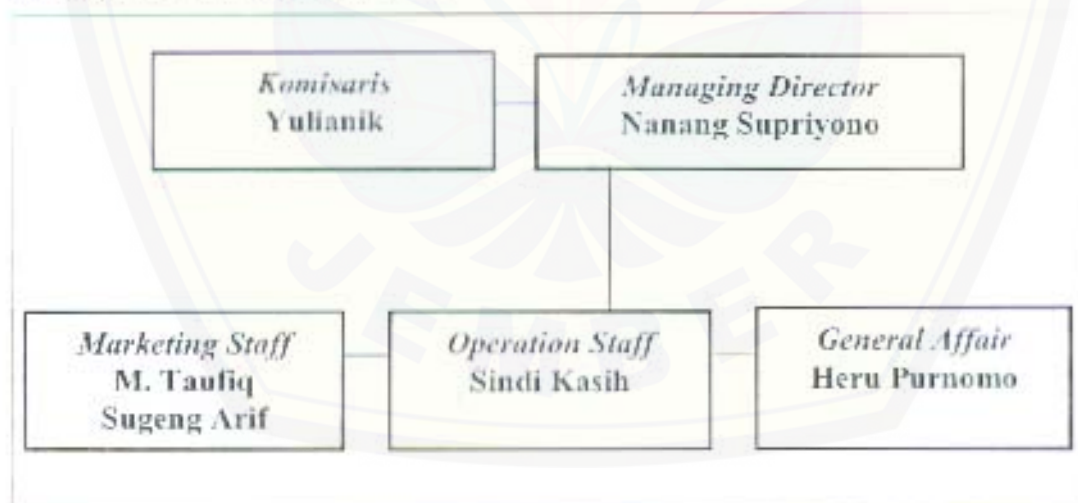 Komisaris
Yulianik
Managing Director
Nanang Supriyono
Marketing Staff
M. Taufiq
Sugeng Arif
Operation Staff
Sindi Kasih
General Affair
Heru Purnomo
JEMBER